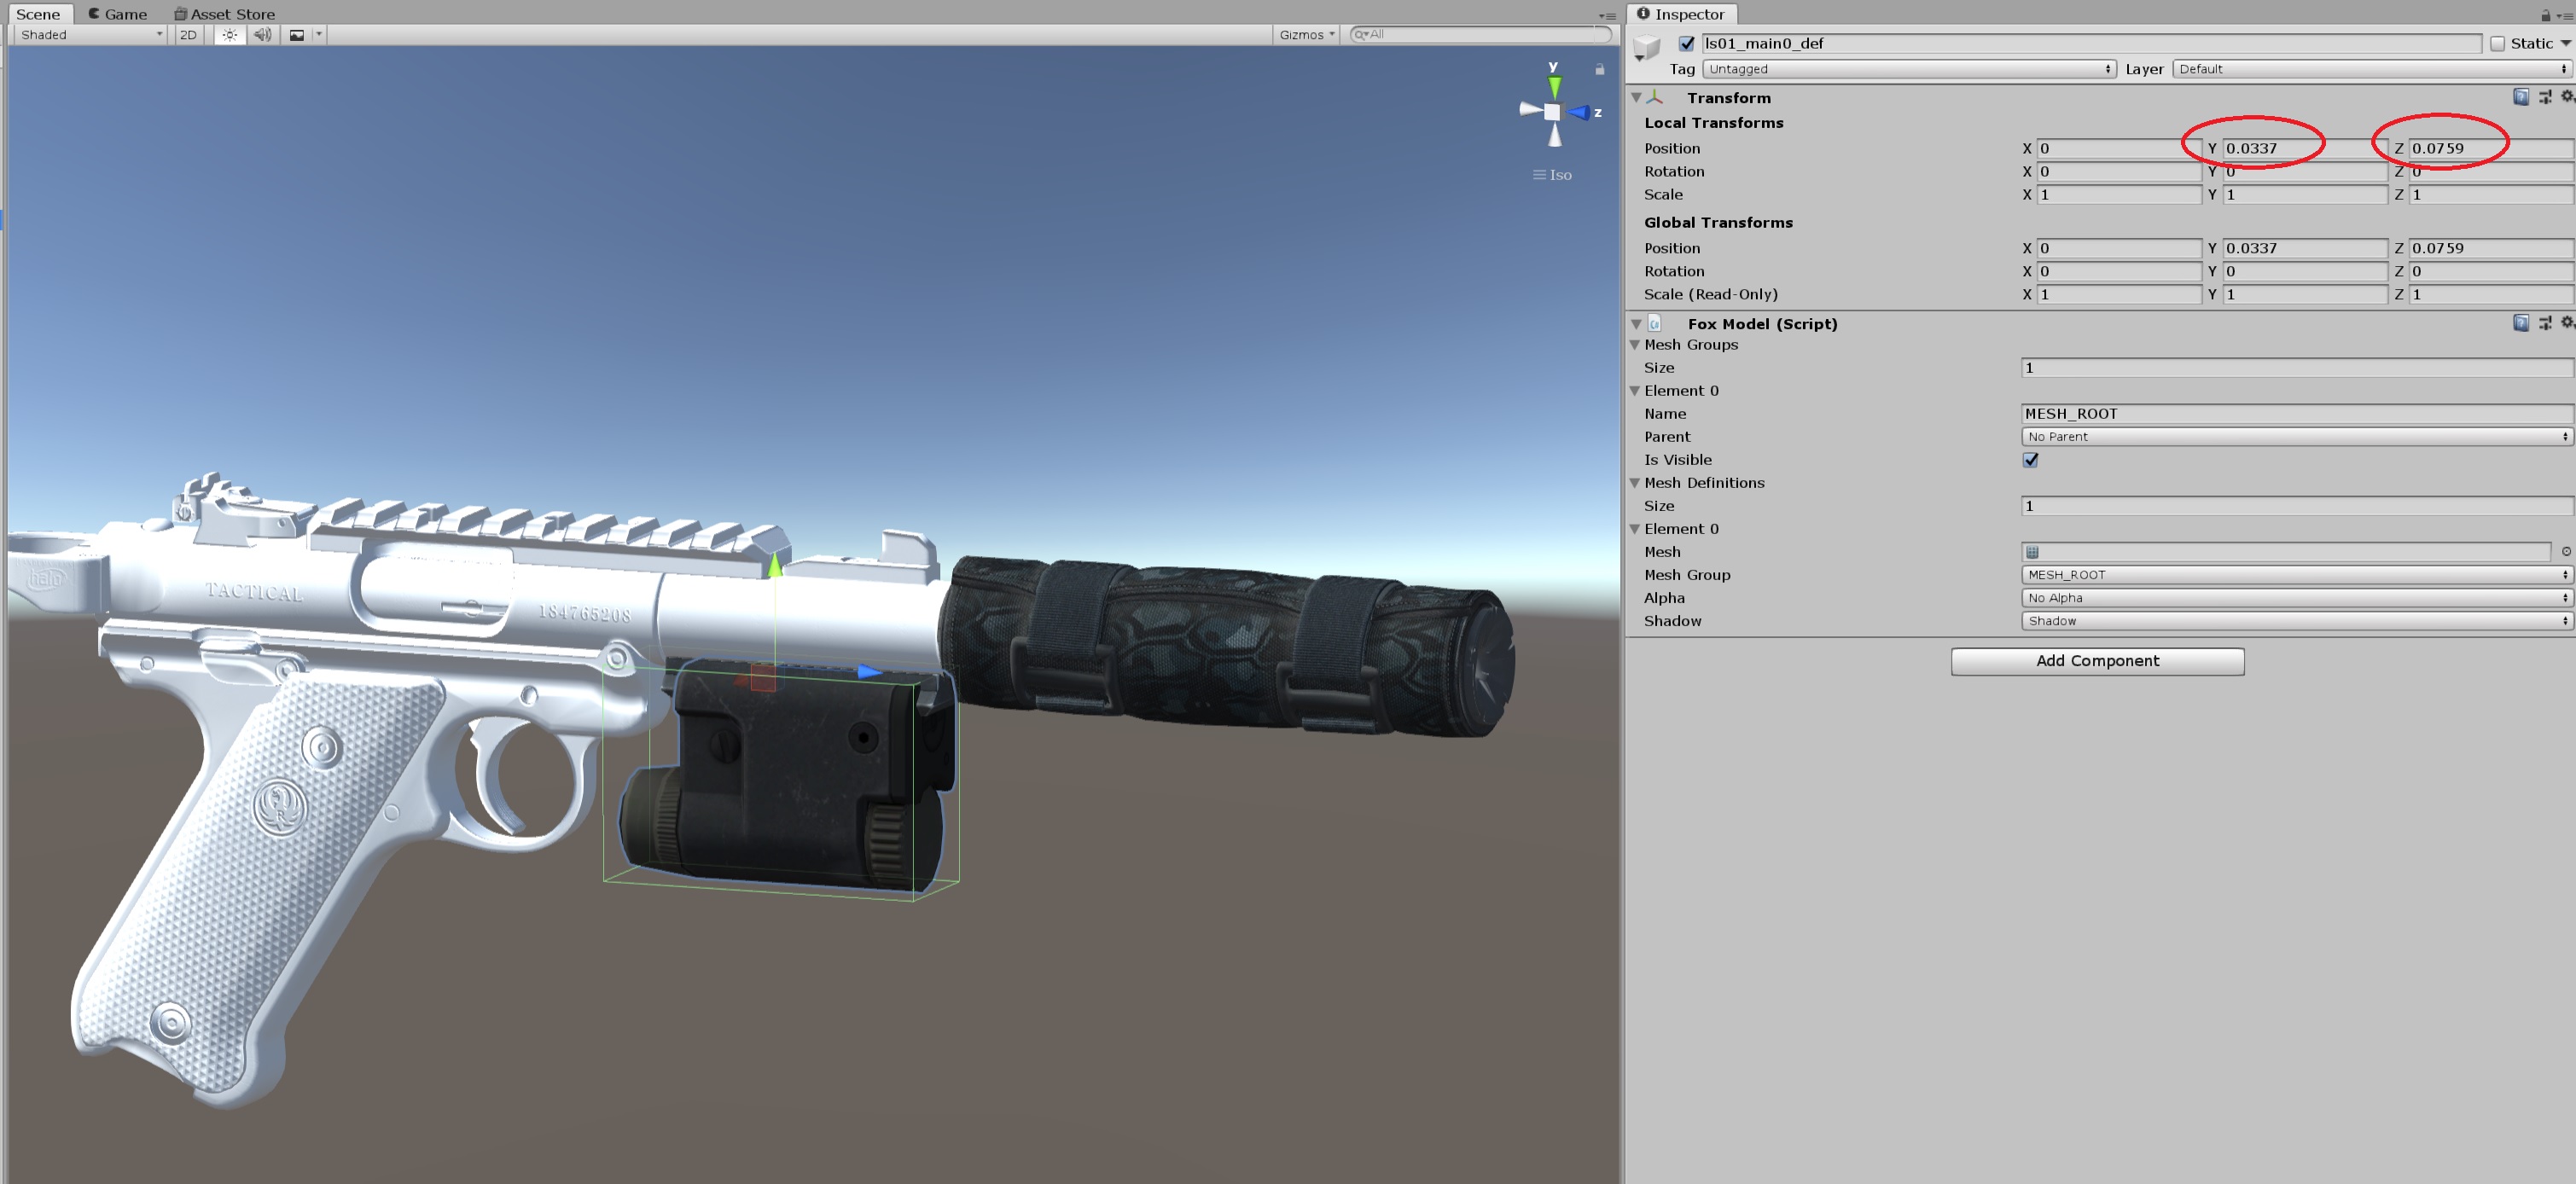 Scene Game Asset Store
Shaded 2D Gizmos All
y
z
Iso
halo
TACTICAL
184765208
R
Inspector
ls01_main0_def Static
Tag Untagged Layer Default
Transform
Local Transforms
Position X 0 Y 0.0337 Z 0.0759
Rotation X 0 Y 0 Z 0
Scale X 1 Y 1 Z 1
Global Transforms
Position X 0 Y 0.0337 Z 0.0759
Rotation X 0 Y 0 Z 0
Scale (Read-Only) X 1 Y 1 Z 1
Fox Model (Script)
Mesh Groups
Size 1
Element 0
Name MESH_ROOT
Parent No Parent
Is Visible
Mesh Definitions
Size 1
Element 0
Mesh
Mesh Group MESH_ROOT
Alpha No Alpha
Shadow Shadow
Add Component